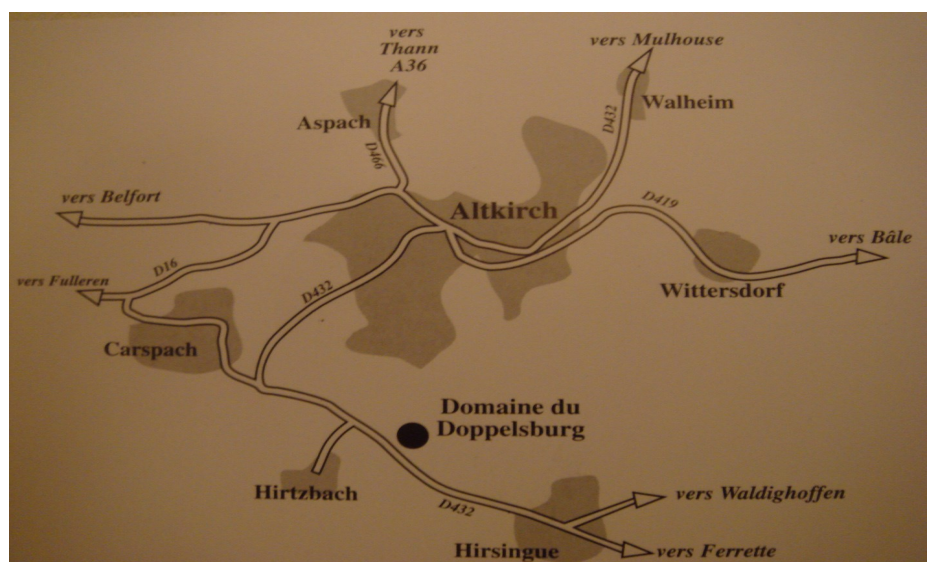 vers
Thann
A36
vers Mulhouse
Walheim
Aspach
D432
D466
vers Belfort
D419
Altkirch
vers Bâle
D16
vers Fulleren
D432
Wittersdorf
Carspach
Domaine du
Doppelsburg
Hirtzbach
vers Waldighoffen
D432
Hirsingue
vers Ferrette